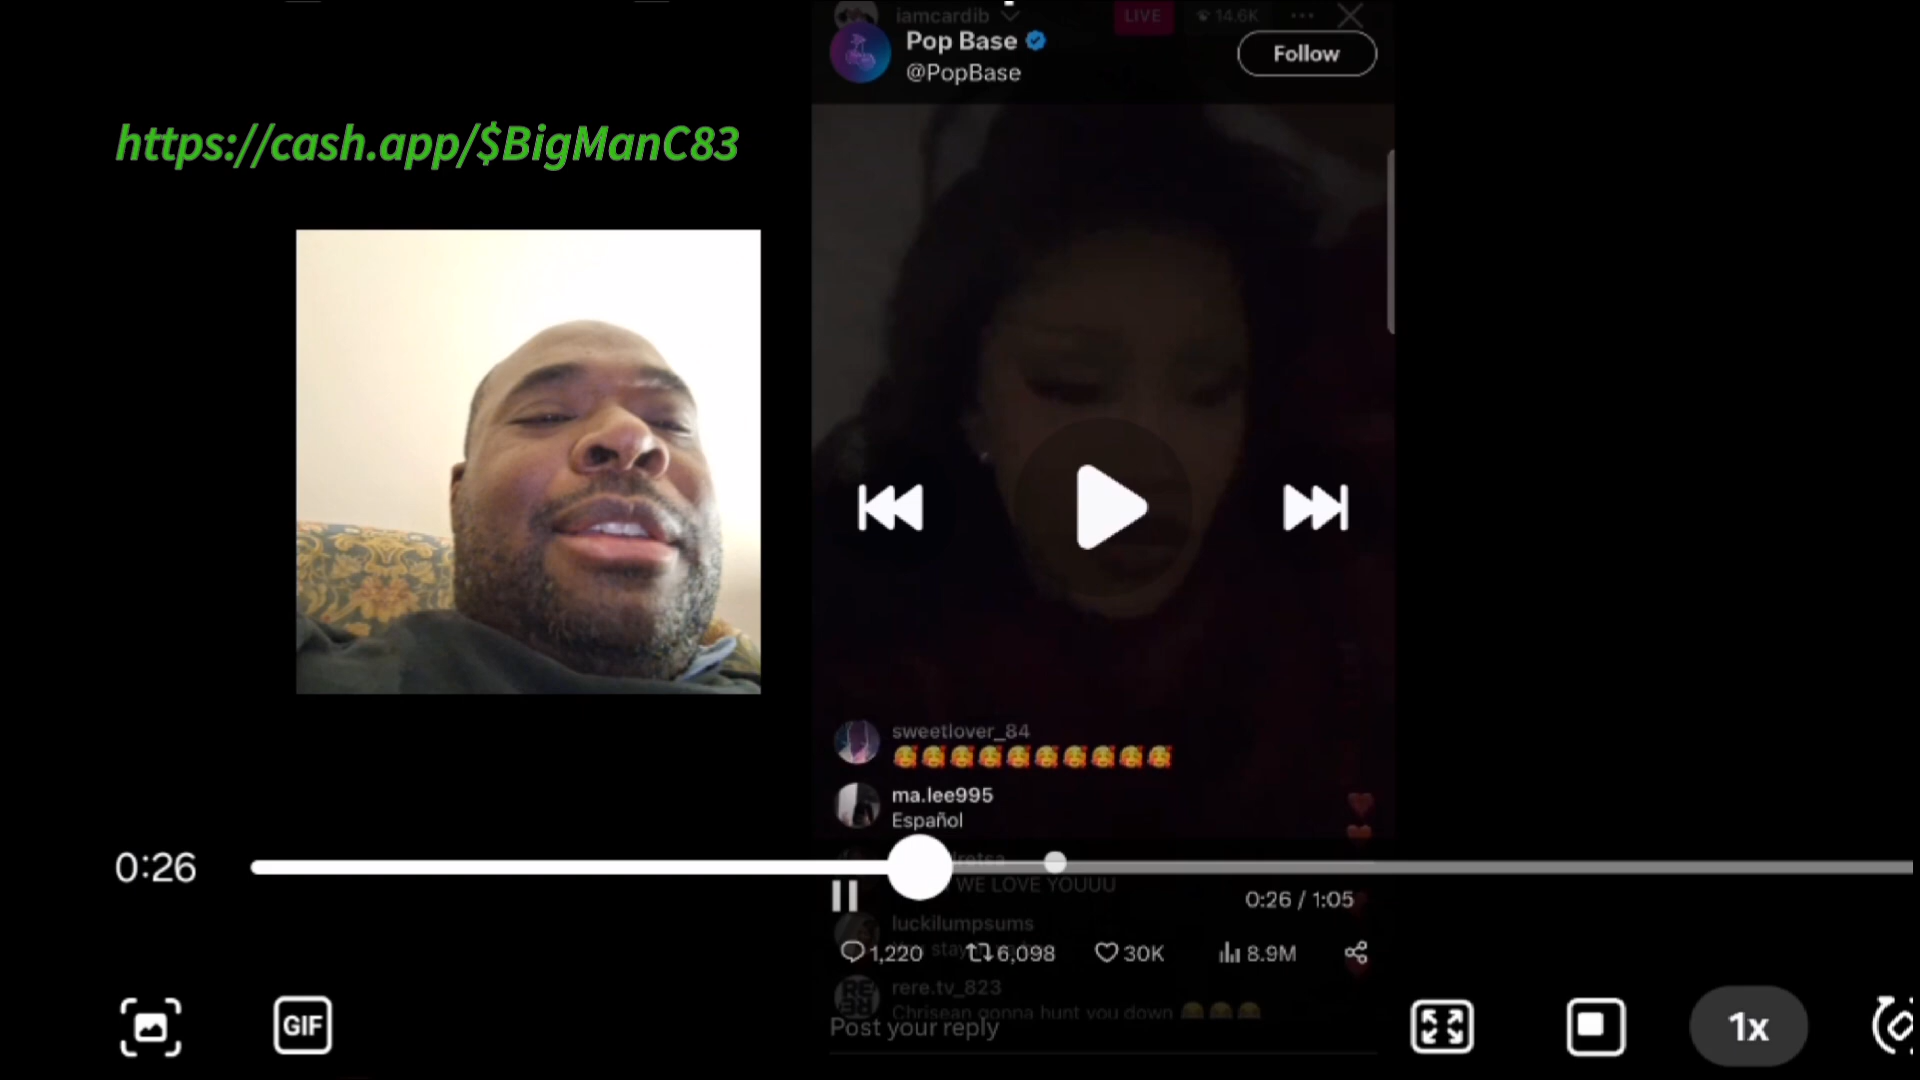 iamcardib
LIVE
14.6K
Pop Base
@PopBase
Follow
https://cash.app/$BigManC83
sweetlover_84
ma.lee995
Español
0:26
WE LOVE YOUUU
0:26 / 1:05
luckilumpsums
stay
1,220
6,098
30K
8.9M
rere.tv_823
Chrisean gonna hunt you down
Post your reply
GIF
1x